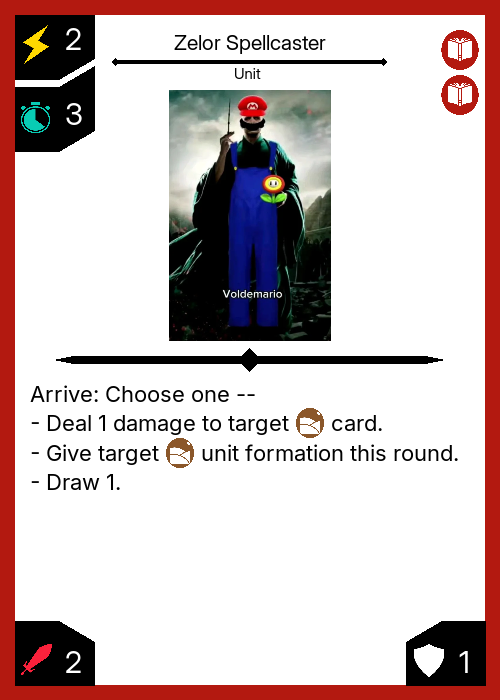 2
Zelor Spellcaster
Unit
3
Voldemario
Arrive: Choose one --
- Deal 1 damage to target card.
- Give target unit formation this round.
- Draw 1.
2
1